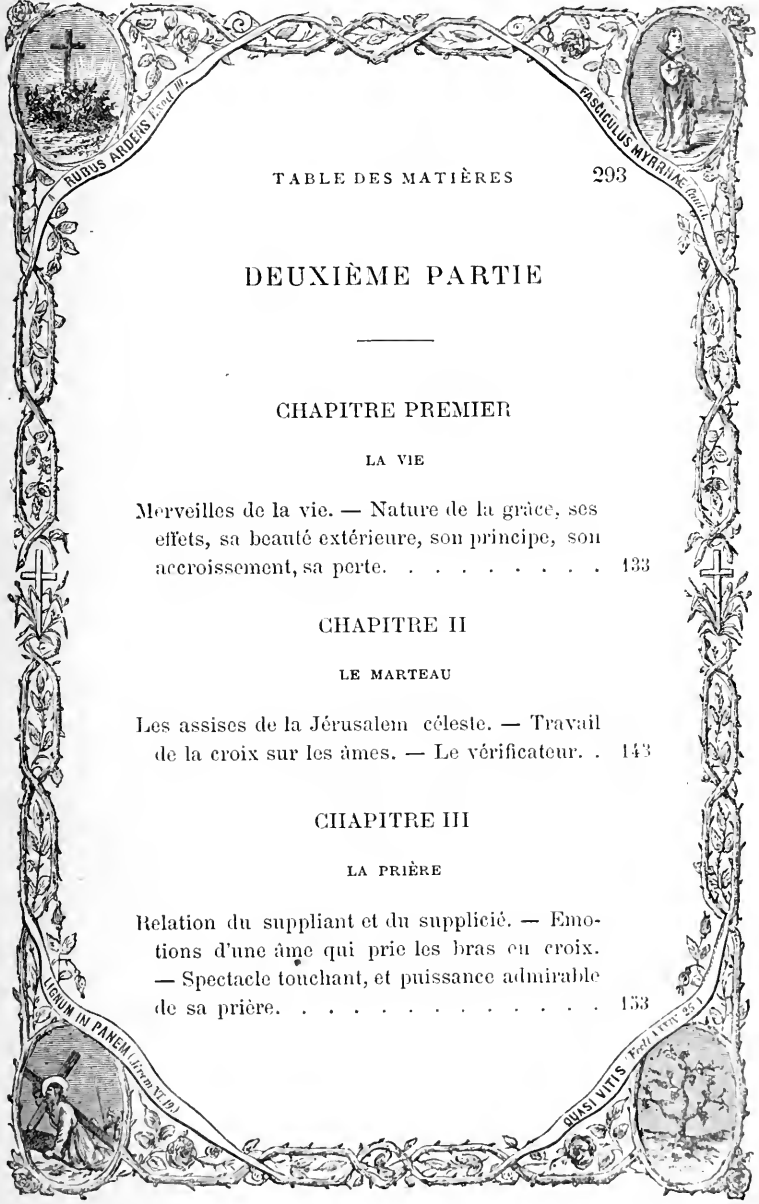 RUBUS ARDENS Exod. III.
FASCICULUS MYRRHAE Cant. I.
TABLE DES MATIÈRES 293
DEUXIÈME PARTIE
CHAPITRE PREMIER
LA VIE
Merveilles de la vie. — Nature de la grâce, ses
effets, sa beauté extérieure, son principe, son
accroissement, sa perte. . . . . . . . . . 133
CHAPITRE II
LE MARTEAU
Les assises de la Jérusalem céleste. — Travail
de la croix sur les âmes. — Le vérificateur. . 143
CHAPITRE III
LA PRIÈRE
Relation du suppliant et du supplicié. — Emo-
tions d'une âme qui prie les bras en croix.
— Spectacle touchant, et puissance admirable
de sa prière. . . . . . . . . . . . . . 153
LIGNUM IN PANEM
QUASI VITIS